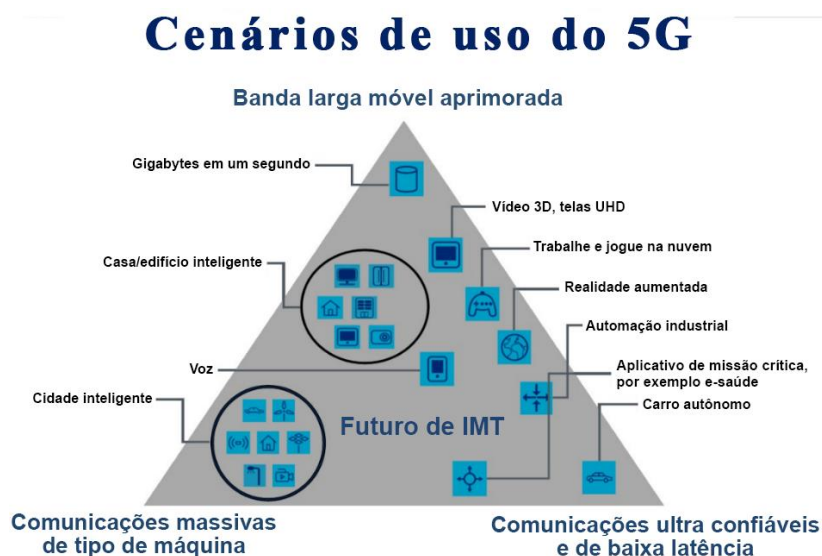 Cenários de uso do 5G
Banda larga móvel aprimorada
Gigabytes em um segundo
Vídeo 3D, telas UHD
Trabalhe e jogue na nuvem
Casa/edifício inteligente
Realidade aumentada
Automação industrial
Voz
Aplicativo de missão crítica,
por exemplo e-saúde
Cidade inteligente
Carro autônomo
Futuro de IMT
Comunicações massivas
de tipo de máquina
Comunicações ultra confiáveis
e de baixa latência